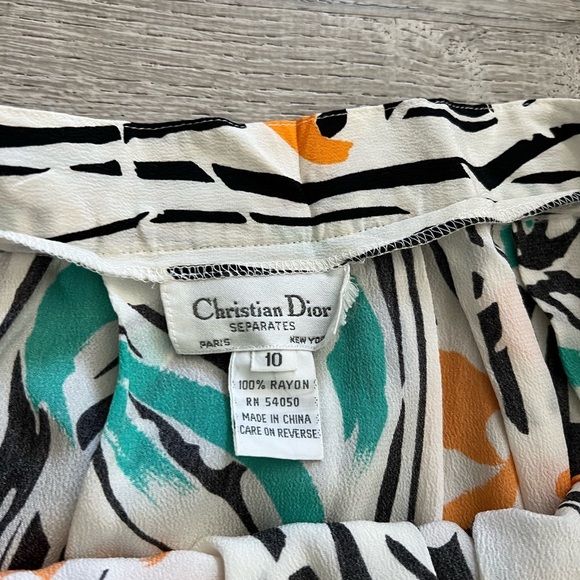 Christian Dior
SEPARATES
PARIS NEW YORK
10
100% RAYON
RN 54050
MADE IN CHINA
CARE ON REVERSE